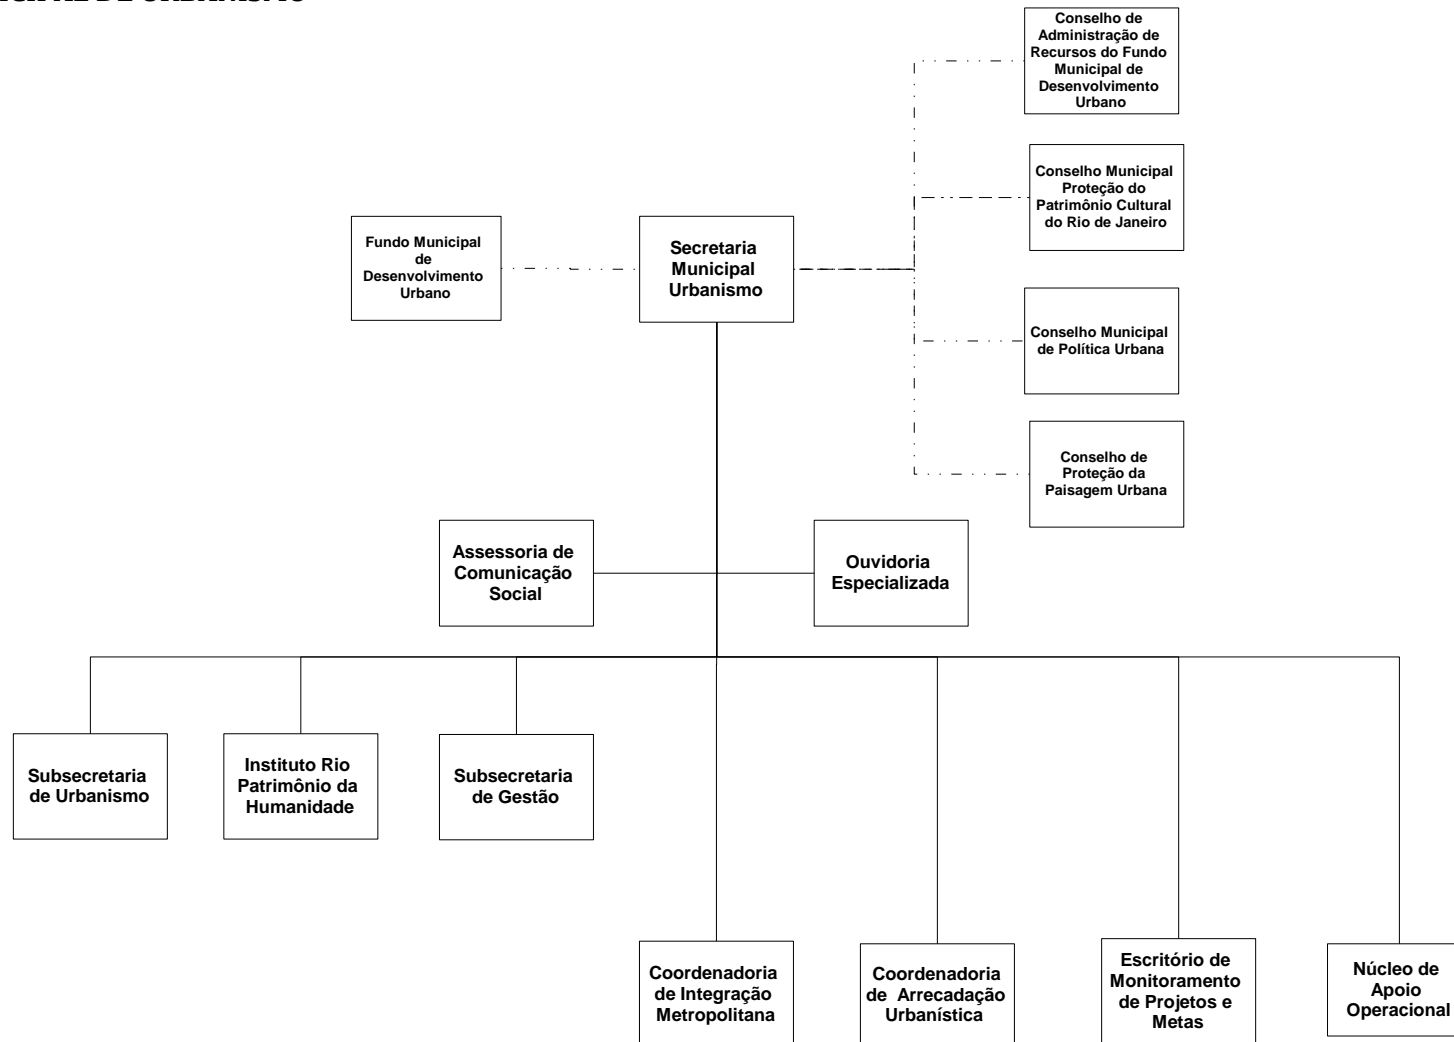 DE URBANISMO
Conselho de
Administração de
Recursos do Fundo
Municipal de
Desenvolvimento
Urbano
Conselho Municipal
Proteção do
Patrimônio Cultural
do Rio de Janeiro
Fundo Municipal
de
Desenvolvimento
Urbano
Secretaria
Municipal
Urbanismo
Conselho Municipal
de Política Urbana
Conselho de
Proteção da
Paisagem Urbana
Assessoria de
Comunicação
Social
Ouvidoria
Especializada
Subsecretaria
de Urbanismo
Instituto Rio
Patrimônio da
Humanidade
Subsecretaria
de Gestão
Coordenadoria
de Integração
Metropolitana
Coordenadoria
de Arrecadação
Urbanística
Escritório de
Monitoramento
de Projetos e
Metas
Núcleo de
Apoio
Operacional